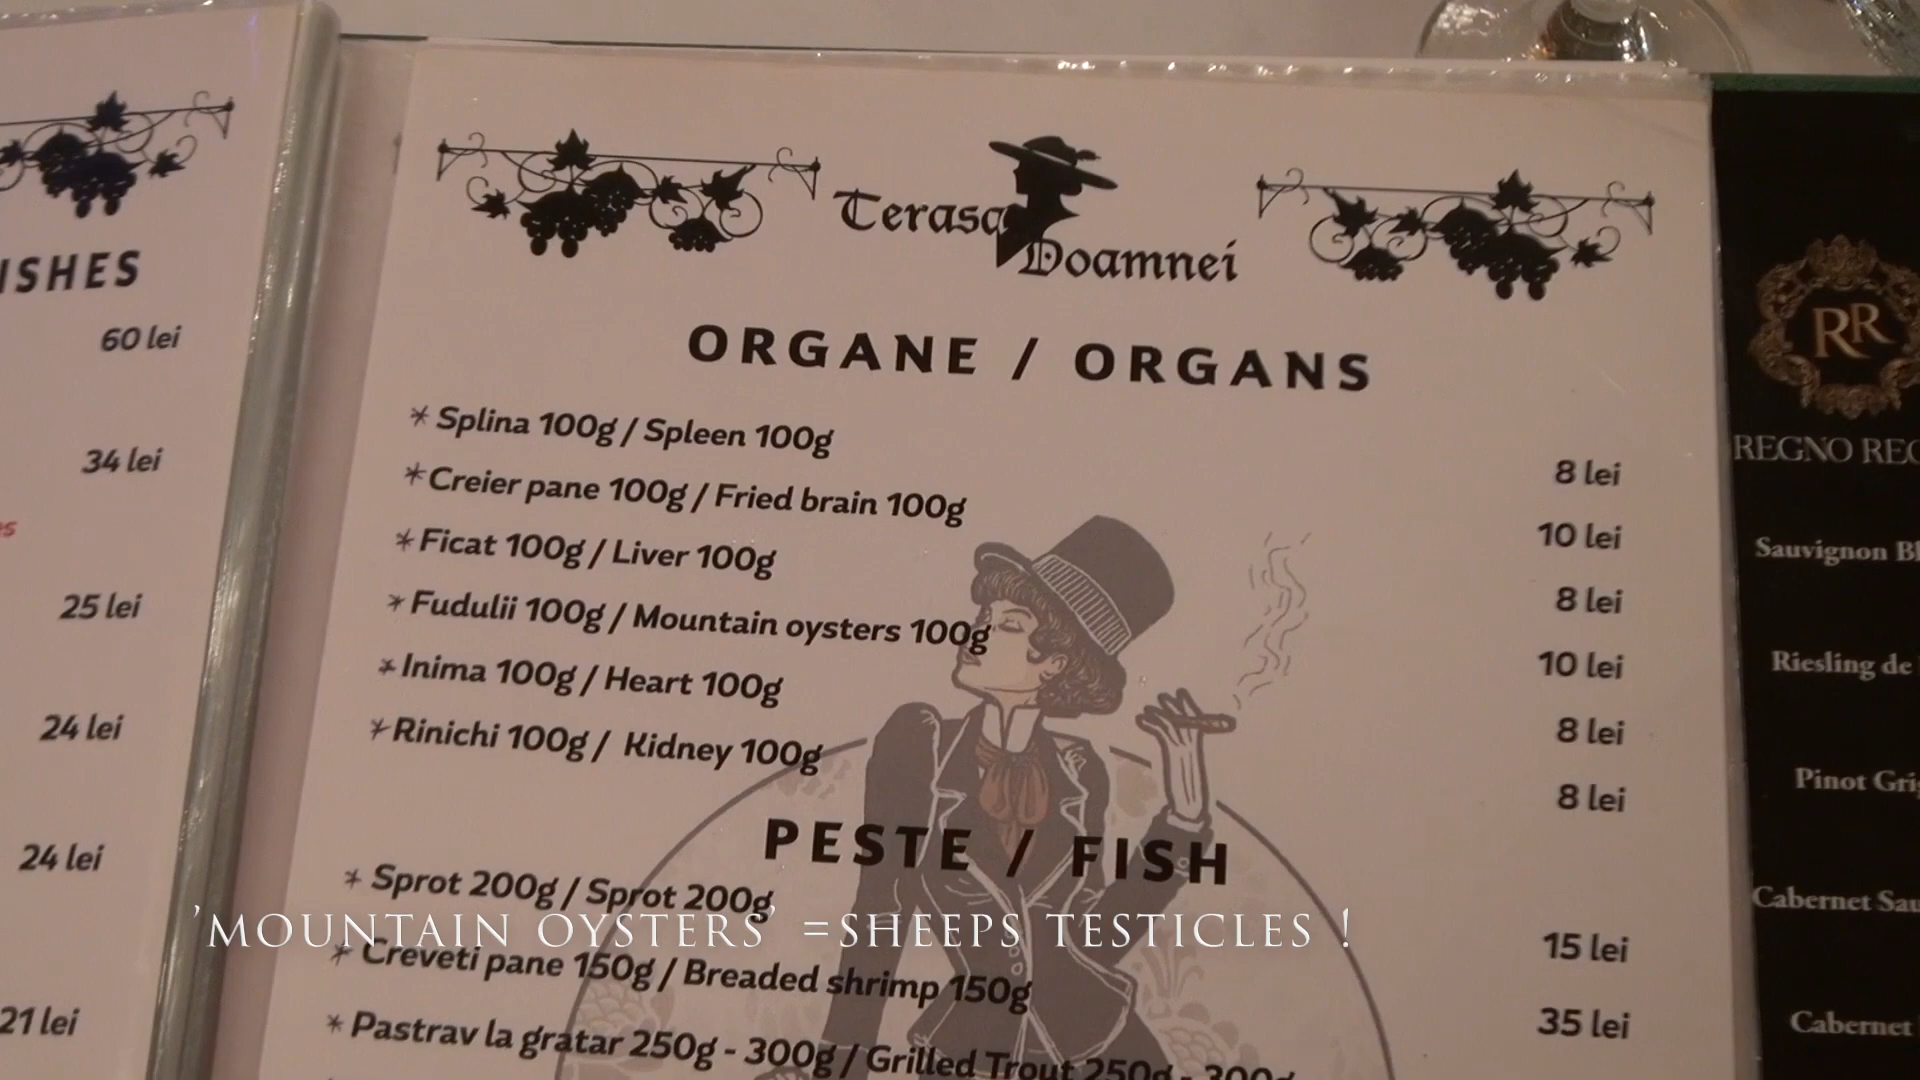 ISHES
60 lei
34 lei
25 lei
24 lei
24 lei
21 lei
Terasa
Doamnei
ORGANE / ORGANS
* Splina 100g / Spleen 100g 8 lei
* Creier pane 100g / Fried brain 100g 10 lei
* Ficat 100g / Liver 100g 8 lei
* Fudulii 100g / Mountain oysters 100g 10 lei
* Inima 100g / Heart 100g 8 lei
* Rinichi 100g / Kidney 100g 8 lei
PESTE / FISH
* Sprot 200g / Sprot 200g 15 lei
'MOUNTAIN OYSTERS' =SHEEPS TESTICLES !
* Creveti pane 150g / Breaded shrimp 150g 35 lei
* Pastrav la gratar 250g - 300g / Grilled Trout 250g - 300g
RR
REGNO REC
Sauvignon Bl
Riesling de
Pinot Grig
Cabernet Sau
Cabernet